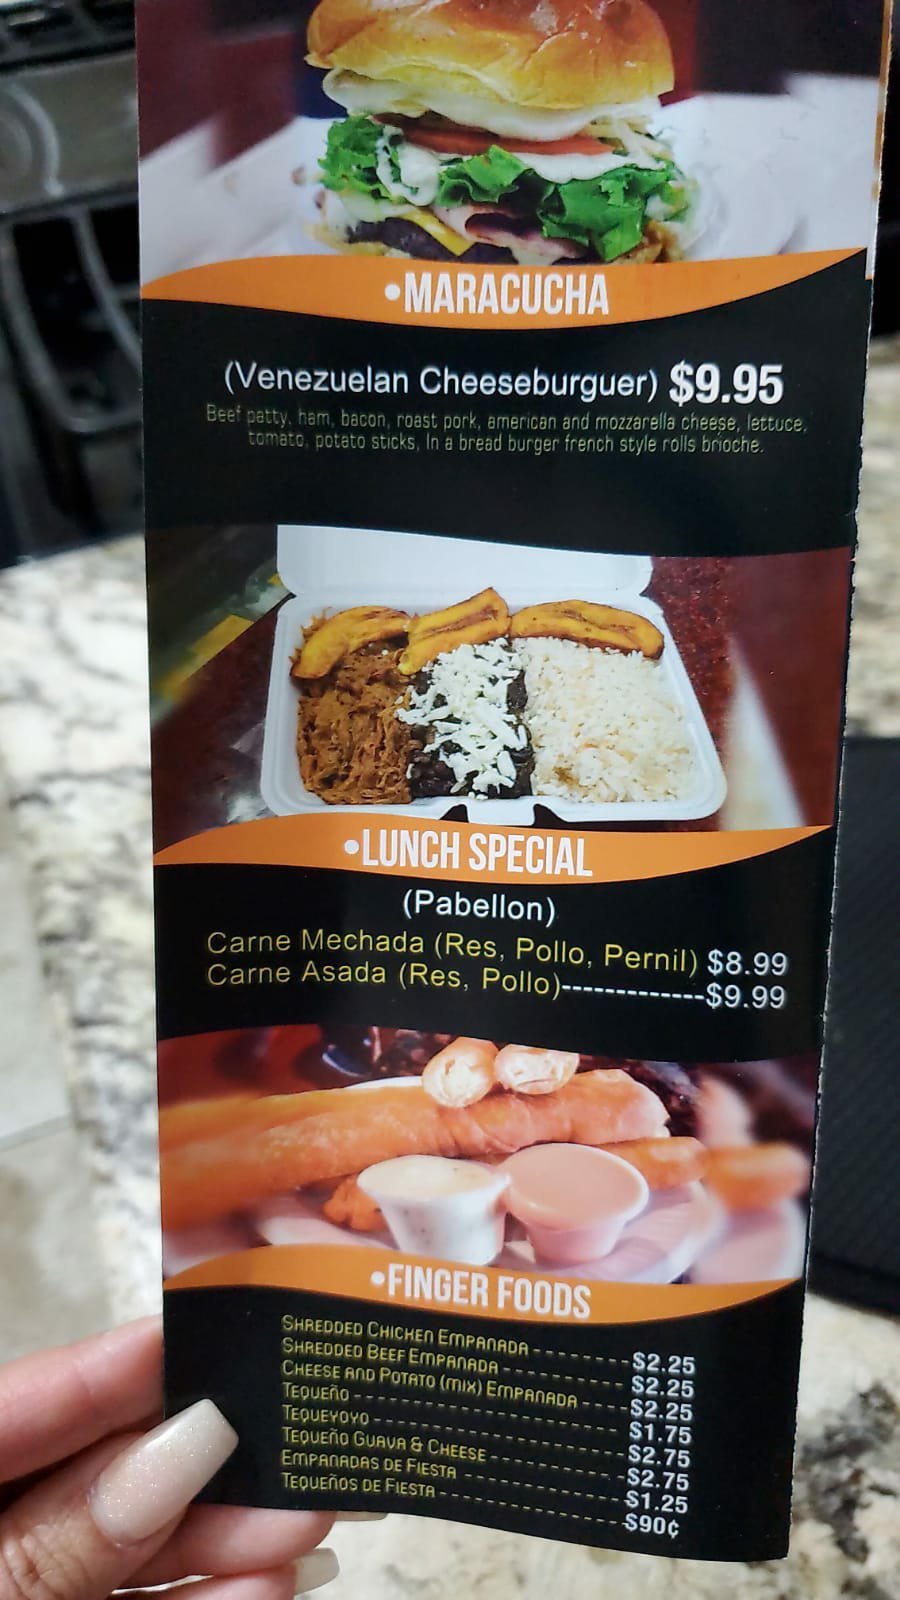 •MARACUCHA
(Venezuelan Cheeseburguer) $9.95
Beef patty, ham, bacon, roast pork, american and mozzarella cheese, lettuce,
tomato, potato sticks, In a bread burger french style rolls brioche.
•LUNCH SPECIAL
(Pabellon)
Carne Mechada (Res, Pollo, Pernil) $8.99
Carne Asada (Res, Pollo)-------------$9.99
•FINGER FOODS
SHREDDED CHICKEN EMPANADA---------$2.25
SHREDDED BEEF EMPANADA------------$2.25
CHEESE AND POTATO (MIX) EMPANADA-----$2.25
TEQUEÑO--------------------------$1.75
TEQUEYOYO------------------------$2.75
TEQUEÑO GUAVA & CHEESE------------$2.75
EMPANADAS DE FIESTA---------------$1.25
TEQUEÑOS DE FIESTA----------------$90¢